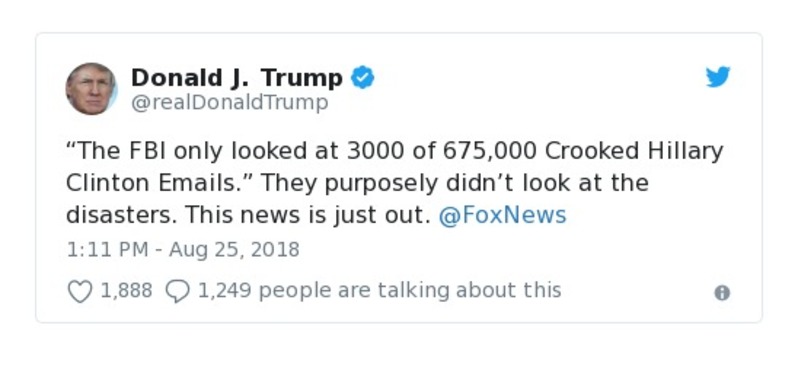 Donald J. Trump
@realDonaldTrump
“The FBI only looked at 3000 of 675,000 Crooked Hillary
Clinton Emails.” They purposely didn’t look at the
disasters. This news is just out. @FoxNews
1:11 PM - Aug 25, 2018
1,888 1,249 people are talking about this